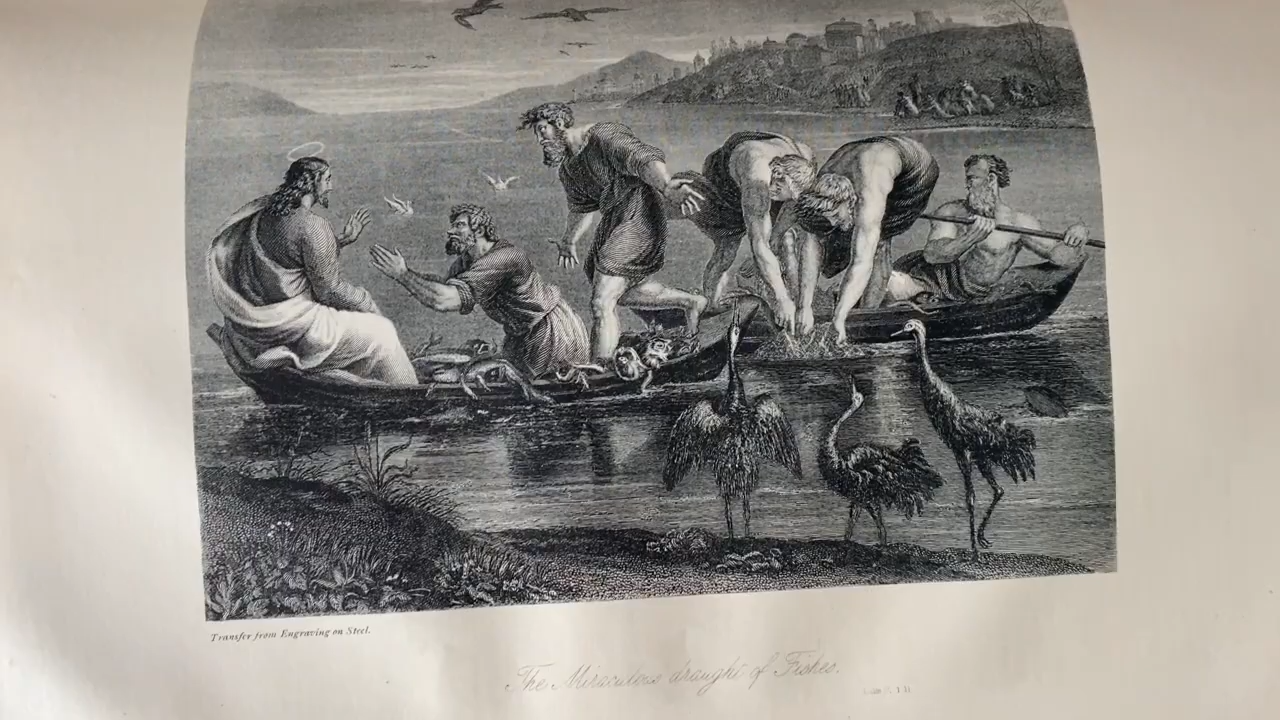 Transfer from Engraving on Steel.
The Miraculous draught of Fishes.